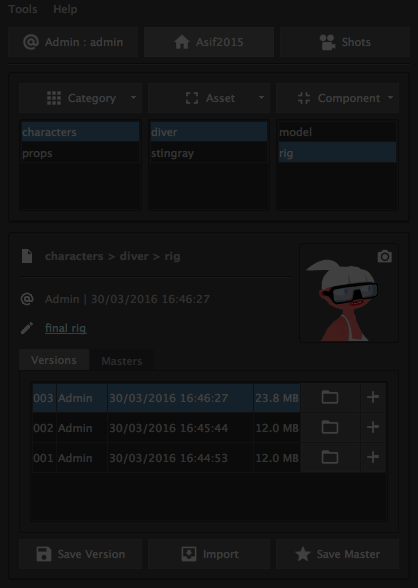 Tools Help
Admin : admin Asif2015 Shots
Category Asset Component
characters diver model
props stingray rig
characters > diver > rig
Admin | 30/03/2016 16:46:27
final rig
Versions Masters
003 Admin 30/03/2016 16:46:27 23.8 MB
002 Admin 30/03/2016 16:45:44 12.0 MB
001 Admin 30/03/2016 16:44:53 12.0 MB
Save Version Import Save Master